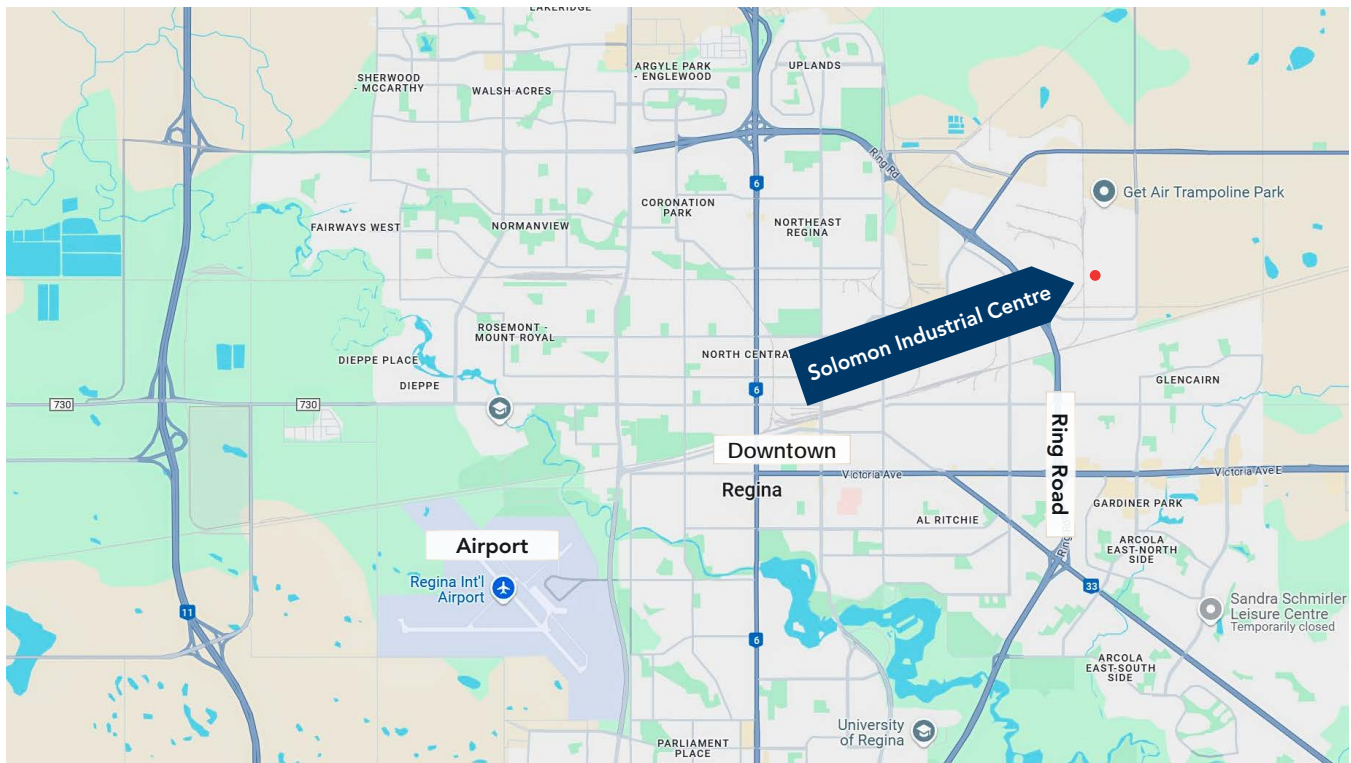 LAKERIDGE
ARGYLE PARK
- ENGLEWOOD
UPLANDS
SHERWOOD
- MCCARTHY
WALSH ACRES
Ring Rd
6
Get Air Trampoline Park
CORONATION
PARK
FAIRWAYS WEST
NORMANVIEW
NORTHEAST
REGINA
Solomon Industrial Centre
ROSEMONT -
MOUNT ROYAL
NORTH CENTRA
DIEPPE PLACE
DIEPPE
GLENCAIRN
6
730
730
Ring Road
Downtown
Victoria Ave
Victoria Ave E
Regina
GARDINER PARK
AL RITCHIE
Airport
ARCOLA
EAST-NORTH
SIDE
Regina Int'l
Airport
33
11
Sandra Schmirler
Leisure Centre
Temporarily closed
6
ARCOLA
EAST-SOUTH
SIDE
University
of Regina
PARLIAMENT
PLACE